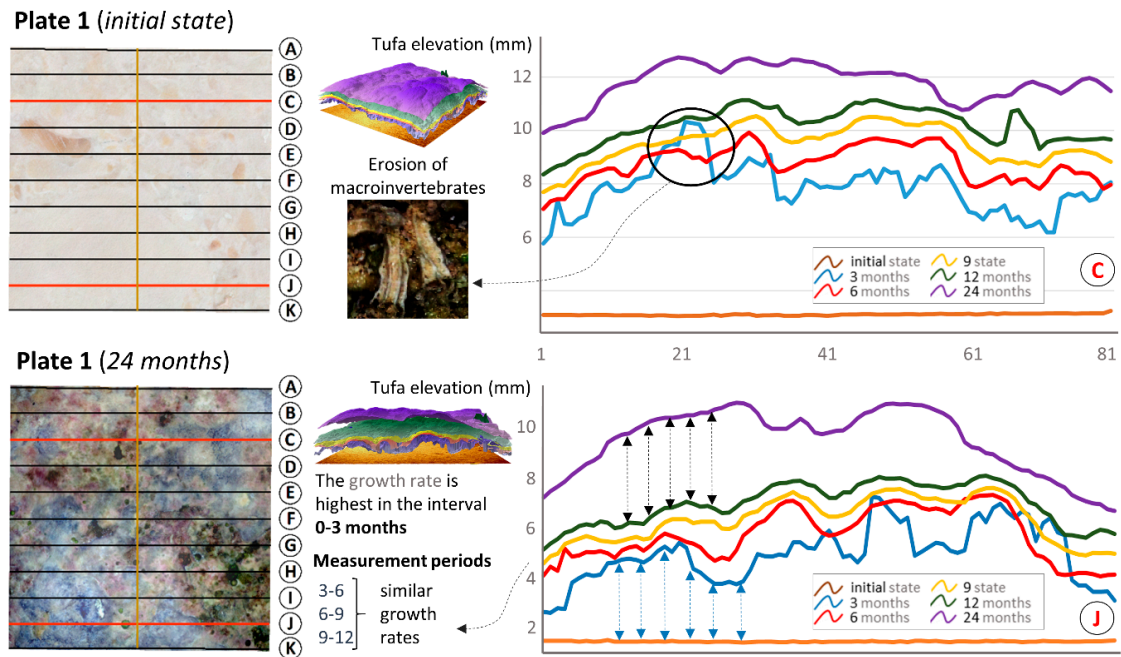 Plate 1 (initial state)
A
B
C
D
E
F
G
H
I
J
K
Tufa elevation (mm)
Erosion of
macroinvertebrates
12
10
8
6
initial state
3 months
6 months
9 state
12 months
24 months
C
1
21
41
61
81
Plate 1 (24 months)
A
B
C
D
E
F
G
H
I
J
K
Tufa elevation (mm)
The growth rate is
highest in the interval
0-3 months
Measurement periods
3-6 similar
6-9 growth
9-12 rates
10
8
6
4
2
initial state
3 months
6 months
9 state
12 months
24 months
J